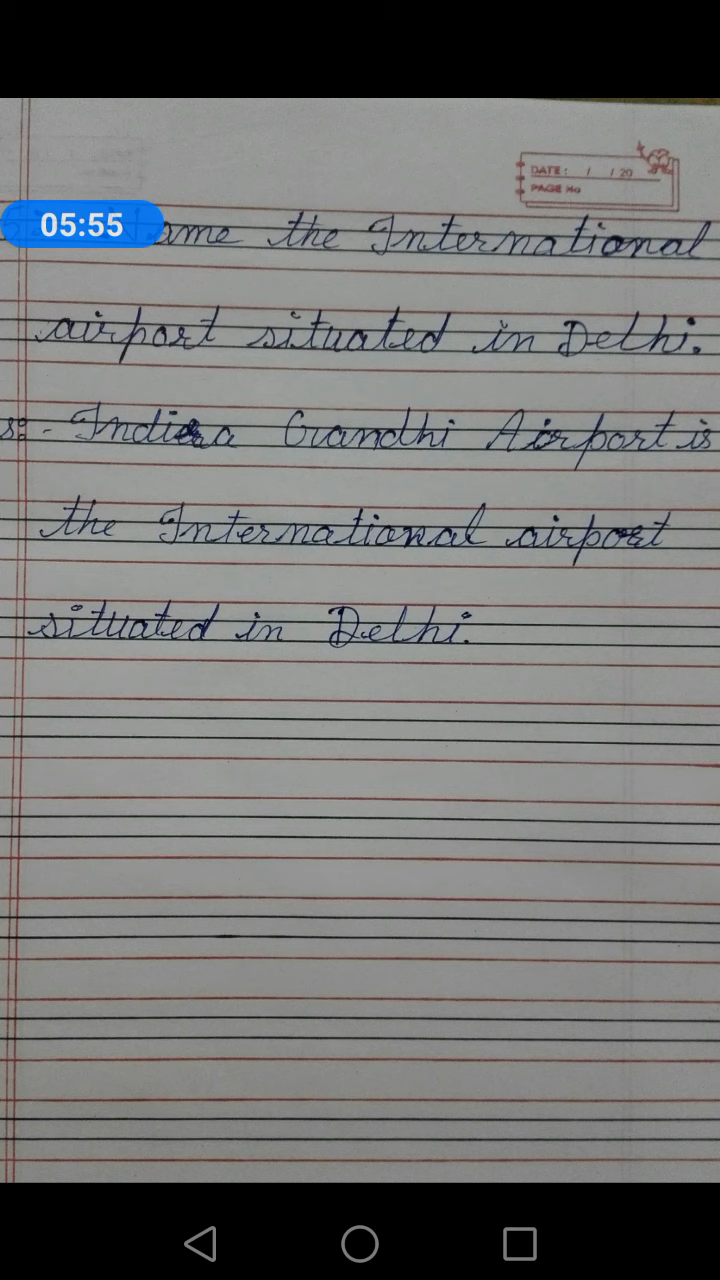 DATE: / / 20
PAGE No
05:55
ame the International
airport situated in Delhi.
s:- Indira Gandhi Airport is
the International airport
situated in Delhi.